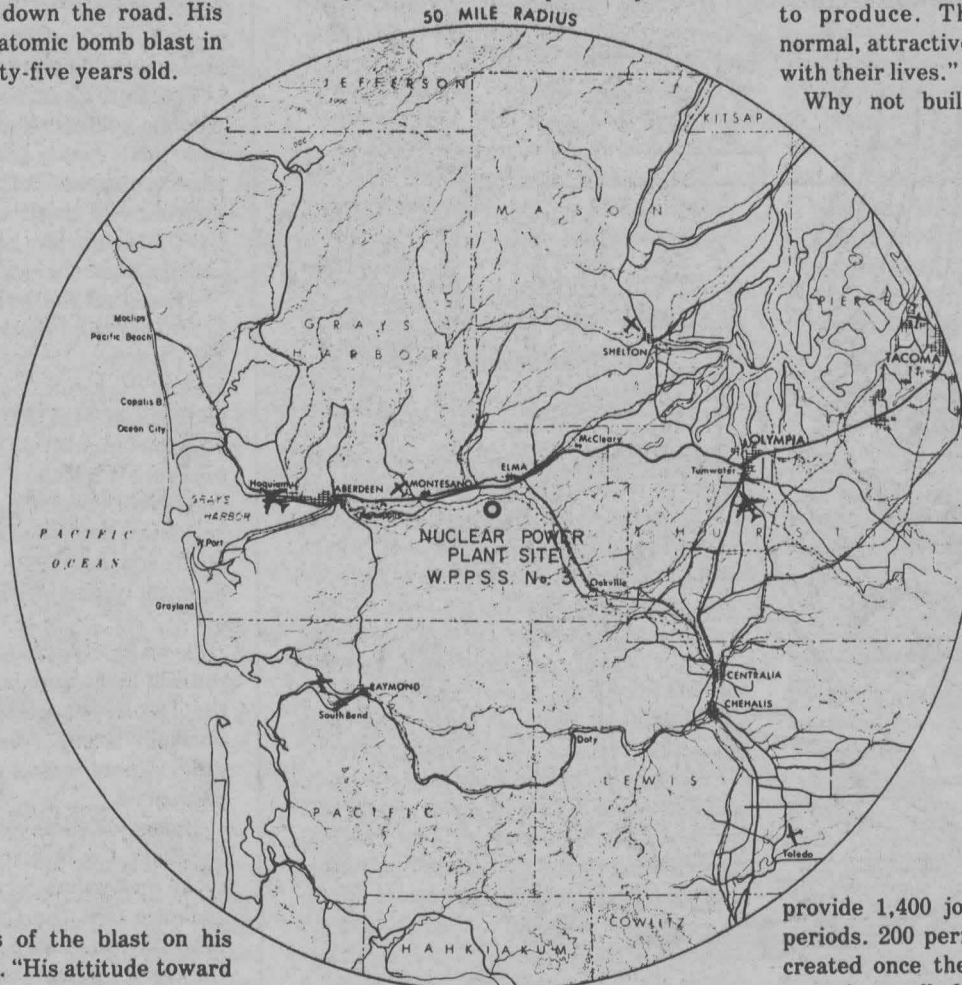 down the road. His
atomic bomb blast in
ty-five years old.
to produce. Th
normal, attractive
with their lives."
Why not buil
50 MILE RADIUS
JEFFERSON
KITSAP
MASON
PIERCE
GRAYS
HARBOR
Moclips
Pacific Beach
SHELTON
TACOMA
Copalis B.
Ocean City
McCleary
OLYMPIA
Tumwater
ELMA
Hoquiam
ABERDEEN
MONTESANO
GRAYS
HARBOR
NUCLEAR POWER
PLANT SITE
W.P.P.S.S. No. 3
THURSTON
PACIFIC
OCEAN
W Port
Oakville
Grayland
RAYMOND
South Bend
CENTRALIA
CHEHALIS
Doty
LEWIS
PACIFIC
Toledo
COWLITZ
HAHKIAKUM
s of the blast on his
. "His attitude toward
provide 1,400 jo
periods. 200 perr
created once the